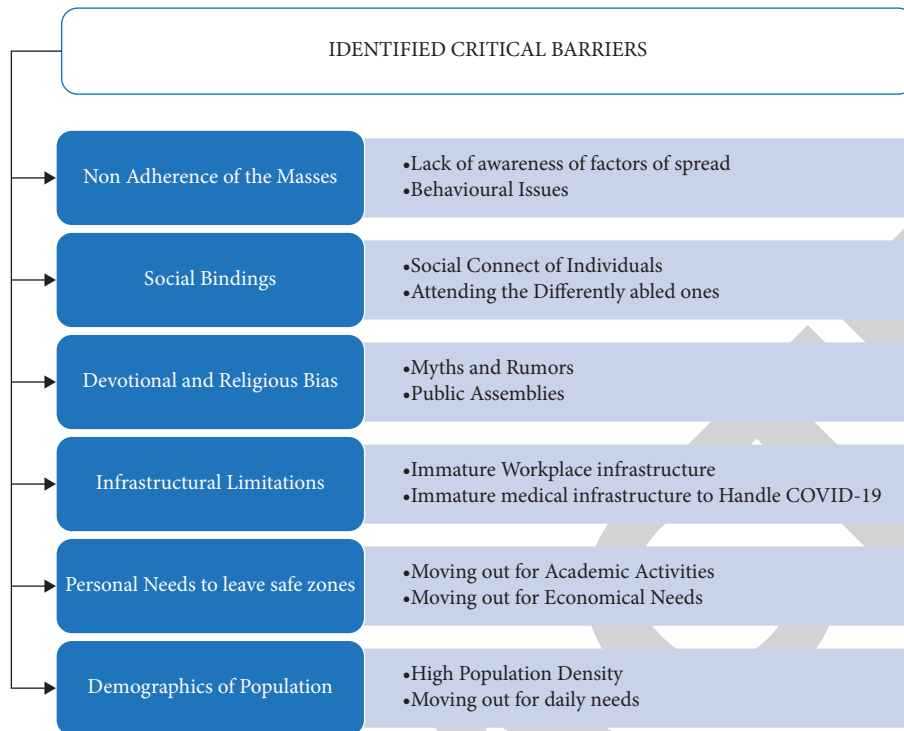 IDENTIFIED CRITICAL BARRIERS
Non Adherence of the Masses
•Lack of awareness of factors of spread
•Behavioural Issues
Social Bindings
•Social Connect of Individuals
•Attending the Differently abled ones
Devotional and Religious Bias
•Myths and Rumors
•Public Assemblies
Infrastructural Limitations
•Immature Workplace infrastructure
•Immature medical infrastructure to Handle COVID-19
Personal Needs to leave safe zones
•Moving out for Academic Activities
•Moving out for Economical Needs
Demographics of Population
•High Population Density
•Moving out for daily needs